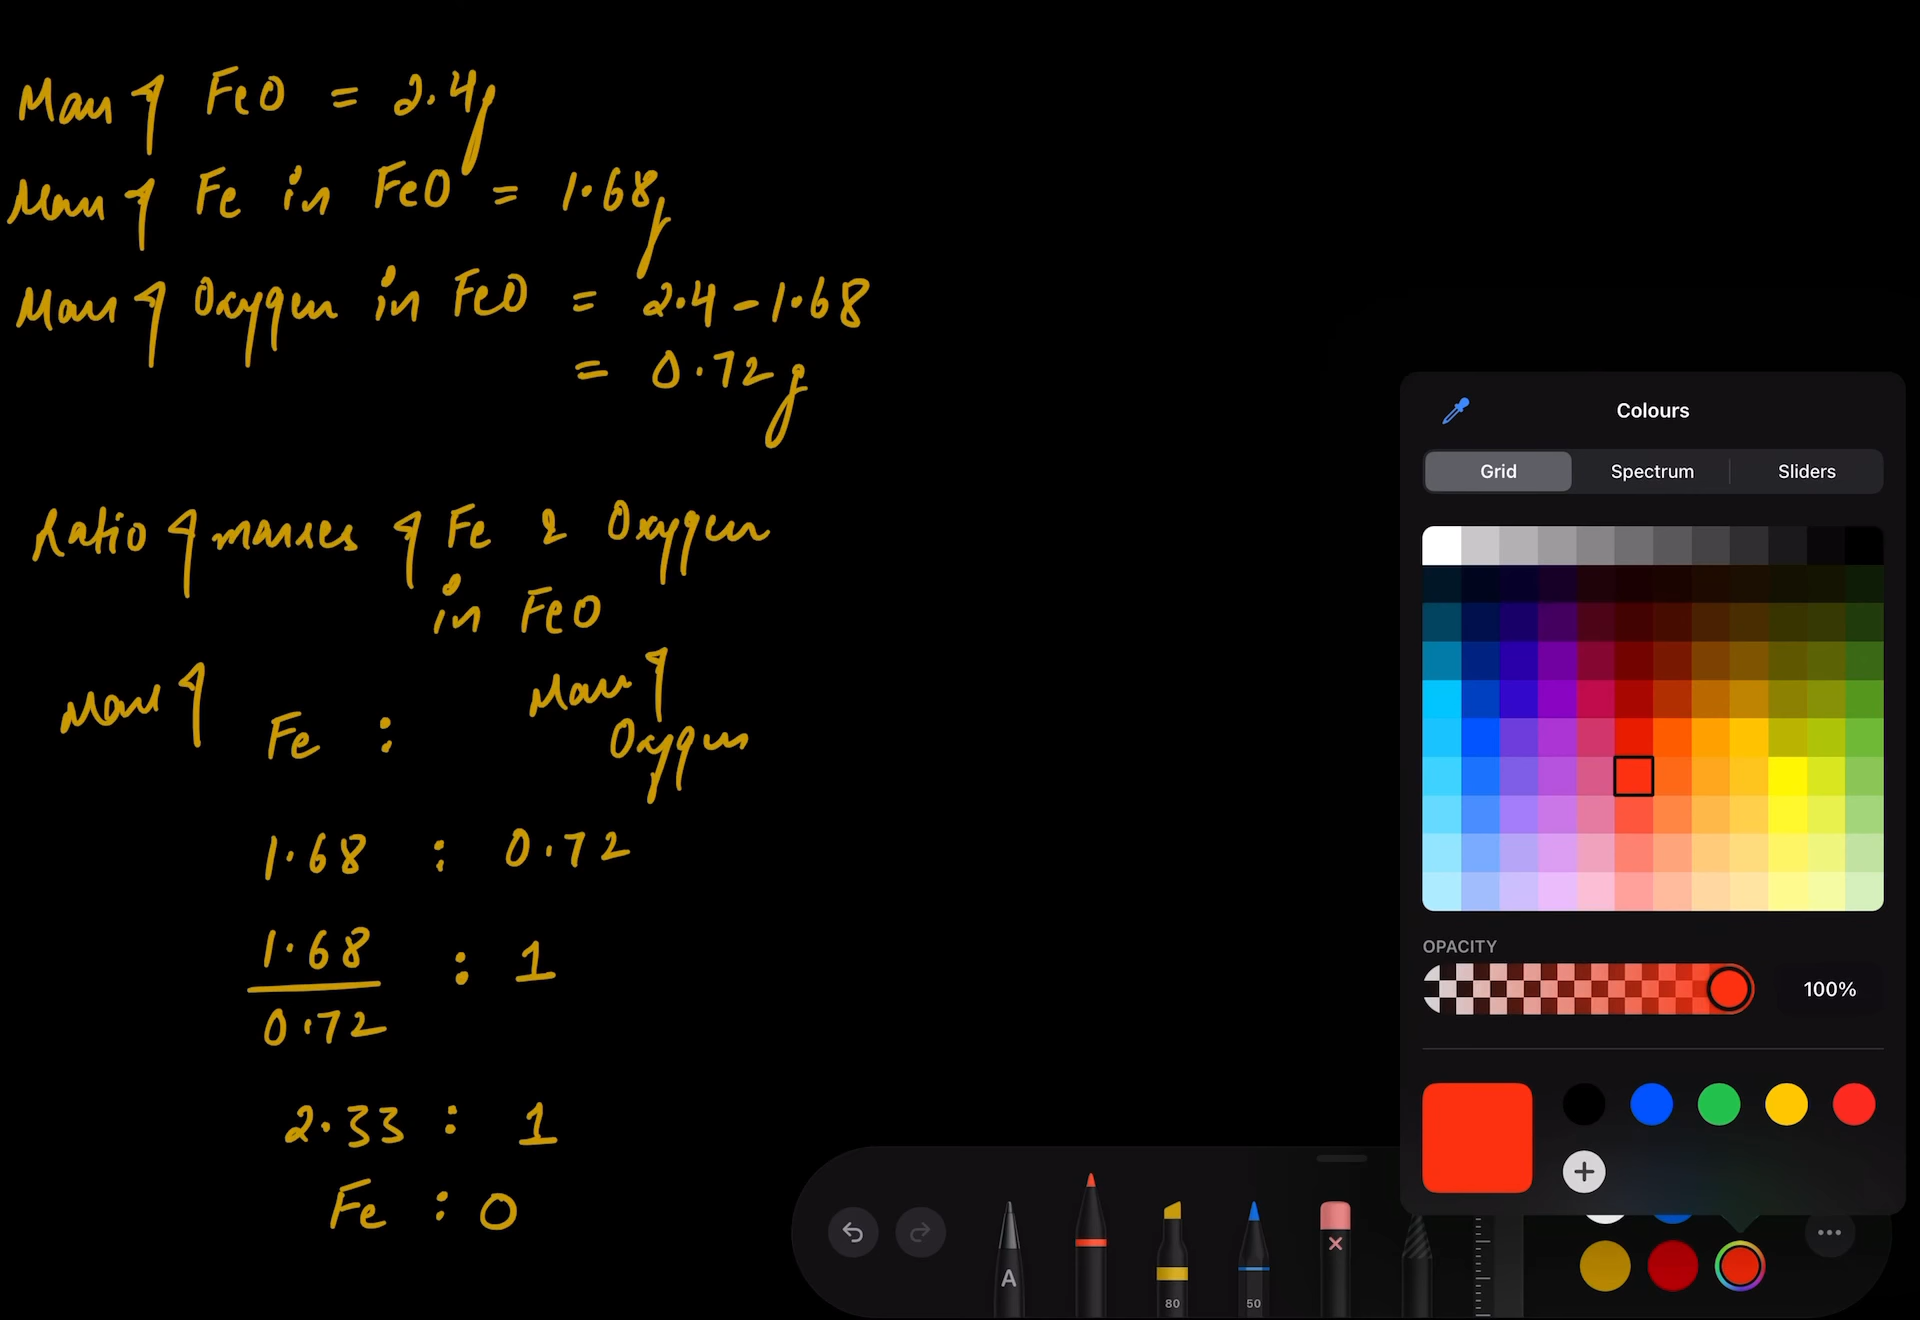 Mass of FeO = 2.4g
Mass of Fe in FeO = 1.68g
Mass of Oxygen in FeO = 2.4 - 1.68
= 0.72g
Ratio of masses of Fe & Oxygen
in FeO
Mass of Fe : Mass of Oxygen
1.68 : 0.72
1.68 / 0.72 : 1
2.33 : 1
Fe : O
Colours
Grid Spectrum Sliders
OPACITY
100%
A 80 50